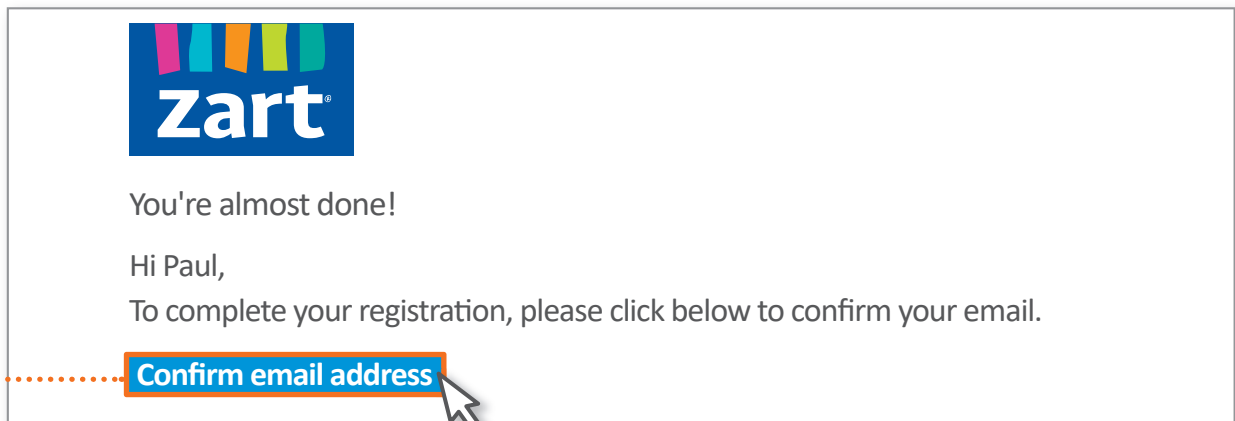 zart®
You're almost done!
Hi Paul,
To complete your registration, please click below to confirm your email.
Confirm email address